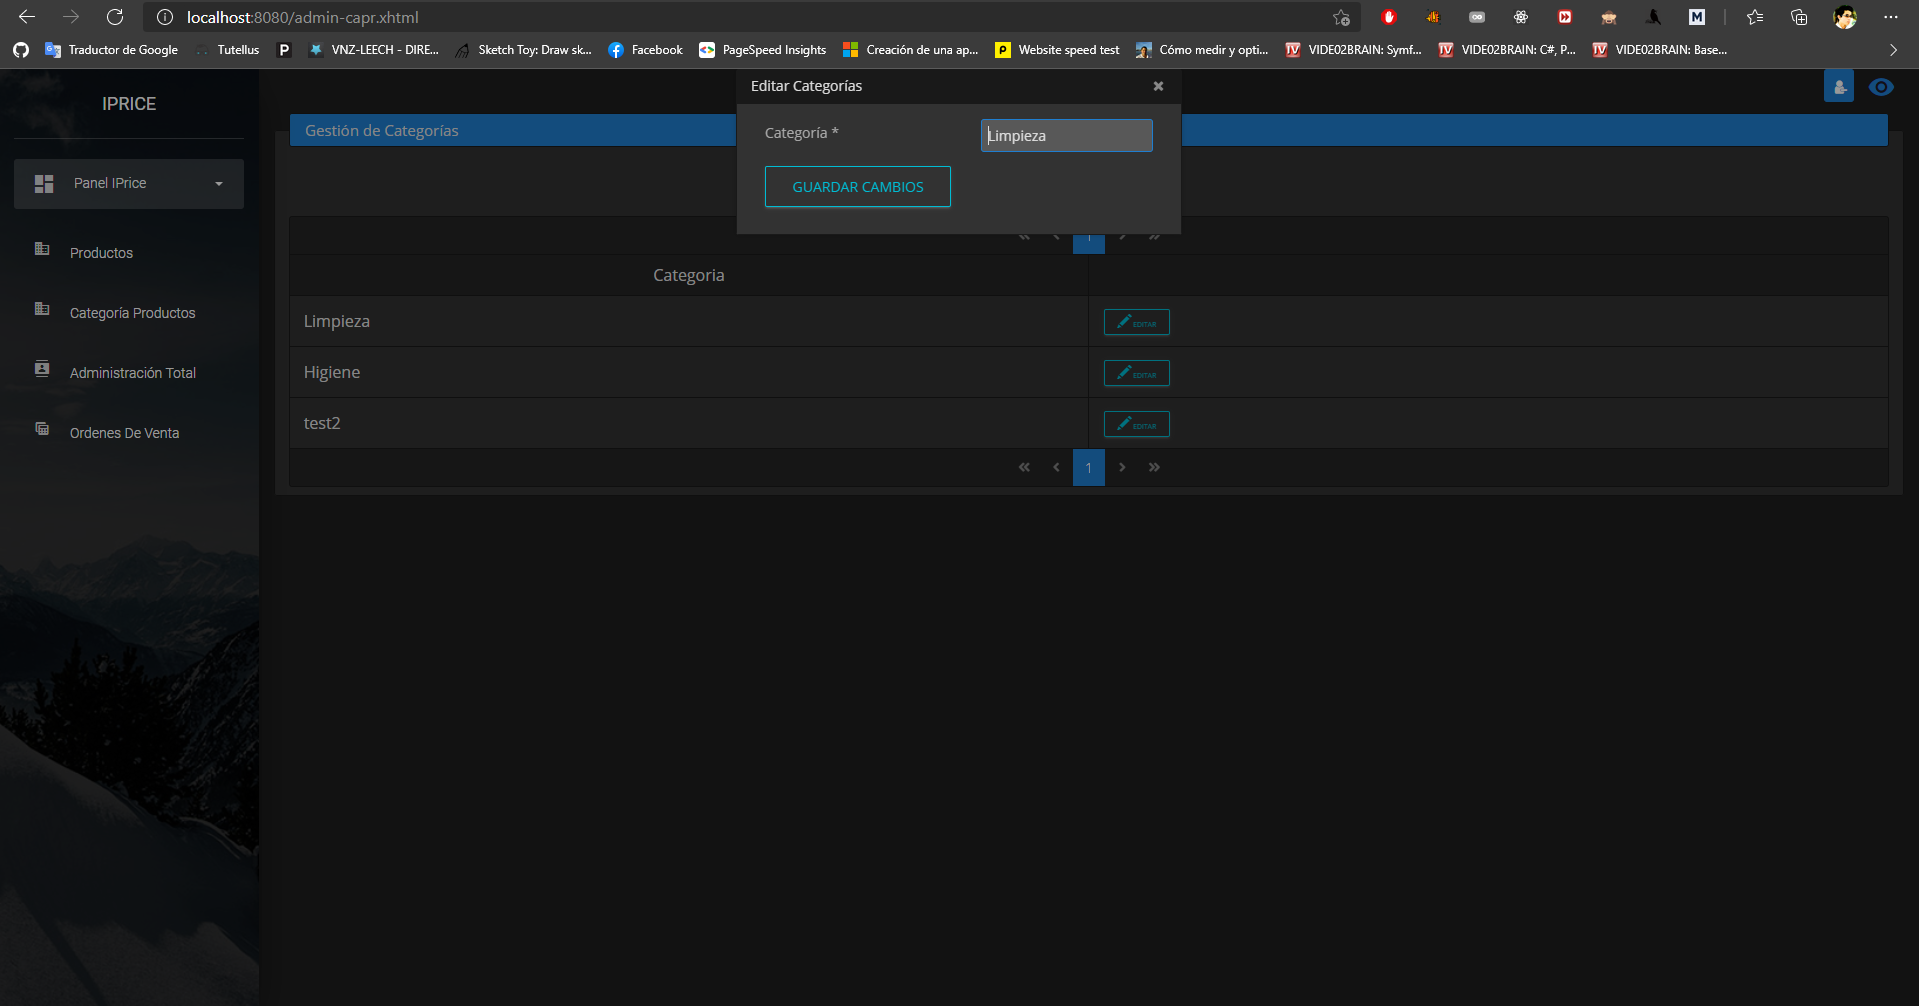 localhost:8080/admin-capr.xhtml
Traductor de Google
Tutellus
P
VNZ-LEECH - DIRE...
Sketch Toy: Draw sk...
Facebook
PageSpeed Insights
Creación de una ap...
Website speed test
Cómo medir y opti...
VIDE02BRAIN: Symf...
VIDE02BRAIN: C#, P...
VIDE02BRAIN: Base...
IPRICE
Panel IPrice
Productos
Categoría Productos
Administración Total
Ordenes De Venta
Editar Categorías
Categoría *
Limpieza
GUARDAR CAMBIOS
Gestión de Categorías
1
Categoria
Limpieza
EDITAR
Higiene
EDITAR
test2
EDITAR
1